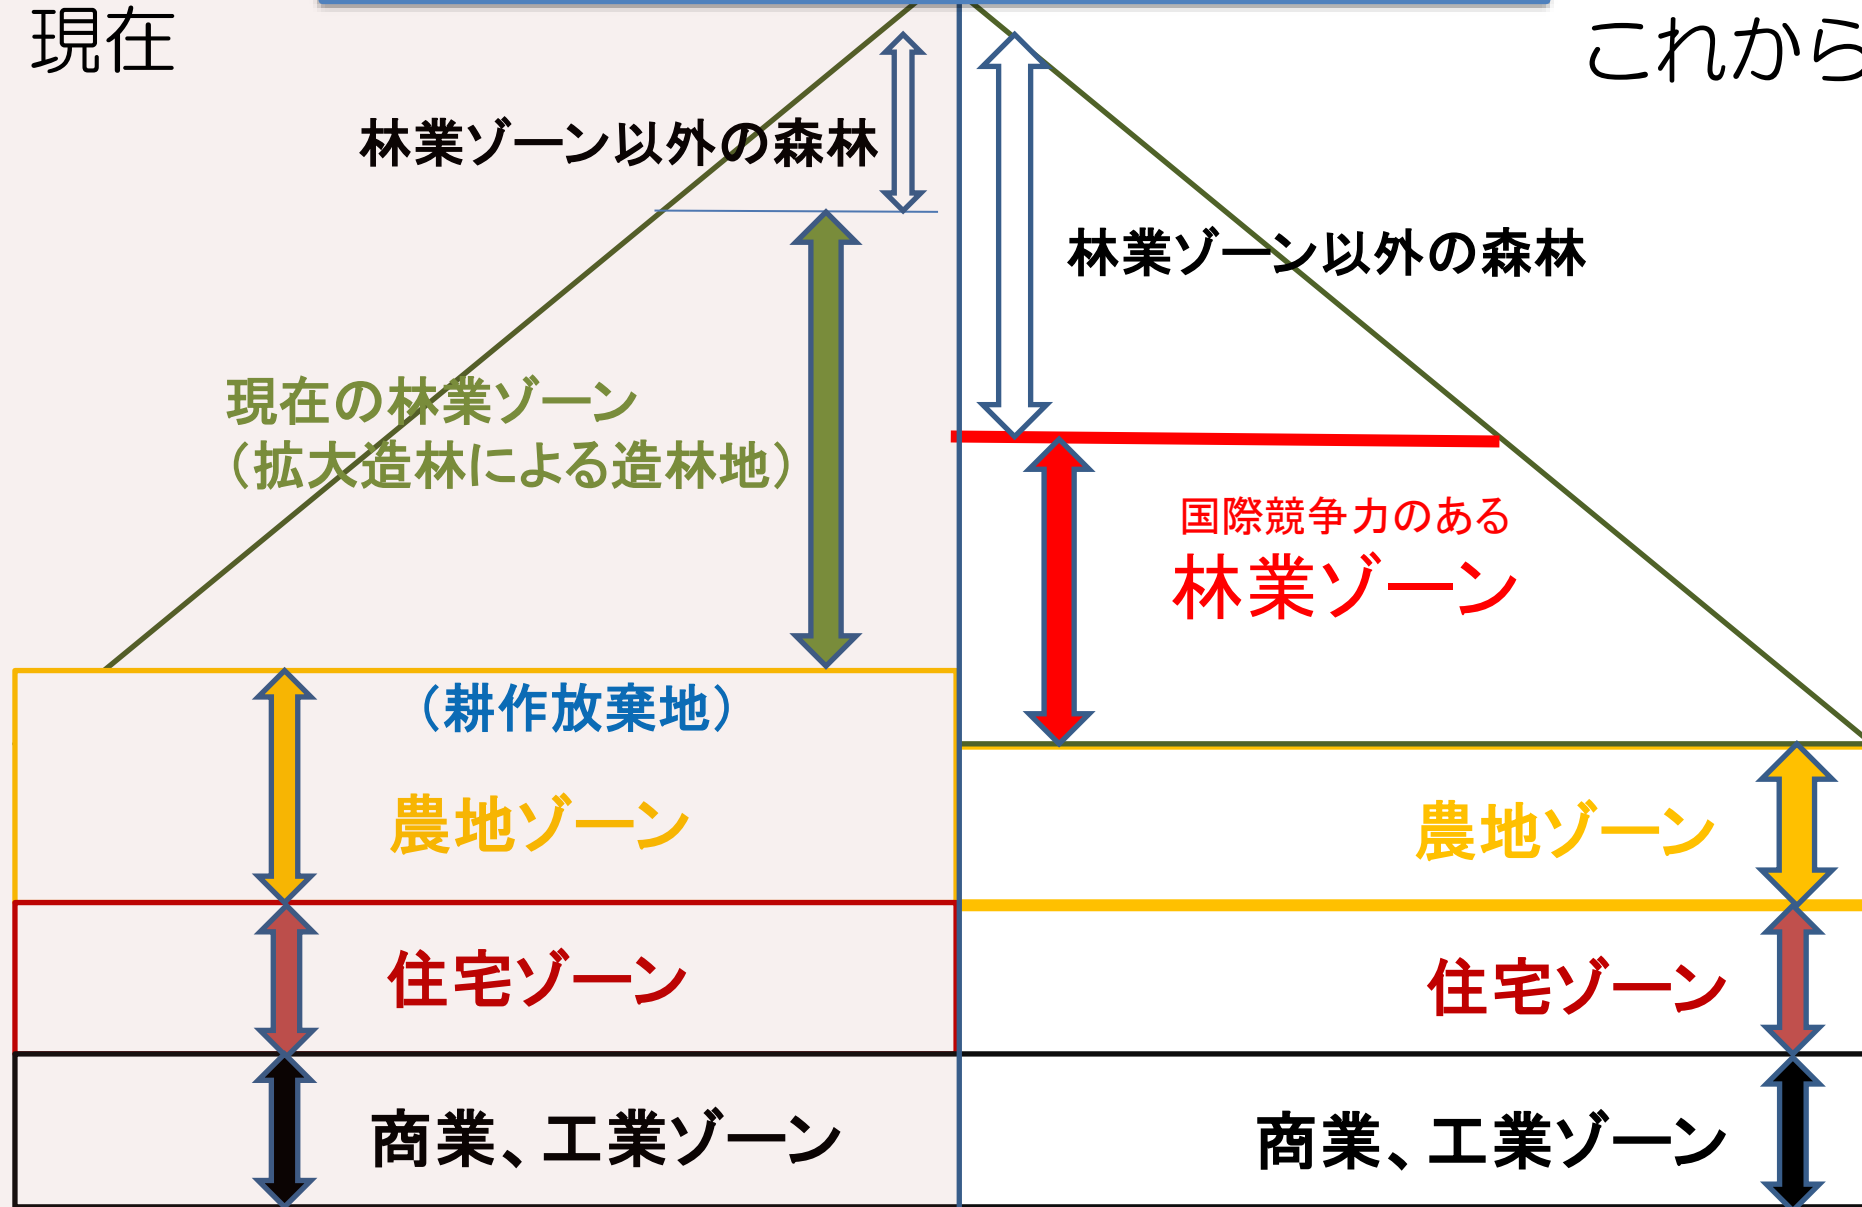 現在
林業ゾーン以外の森林
現在の林業ゾーン
（拡大造林による造林地）
（耕作放棄地）
農地ゾーン
住宅ゾーン
商業、工業ゾーン
これから
林業ゾーン以外の森林
国際競争力のある
林業ゾーン
農地ゾーン
住宅ゾーン
商業、工業ゾーン